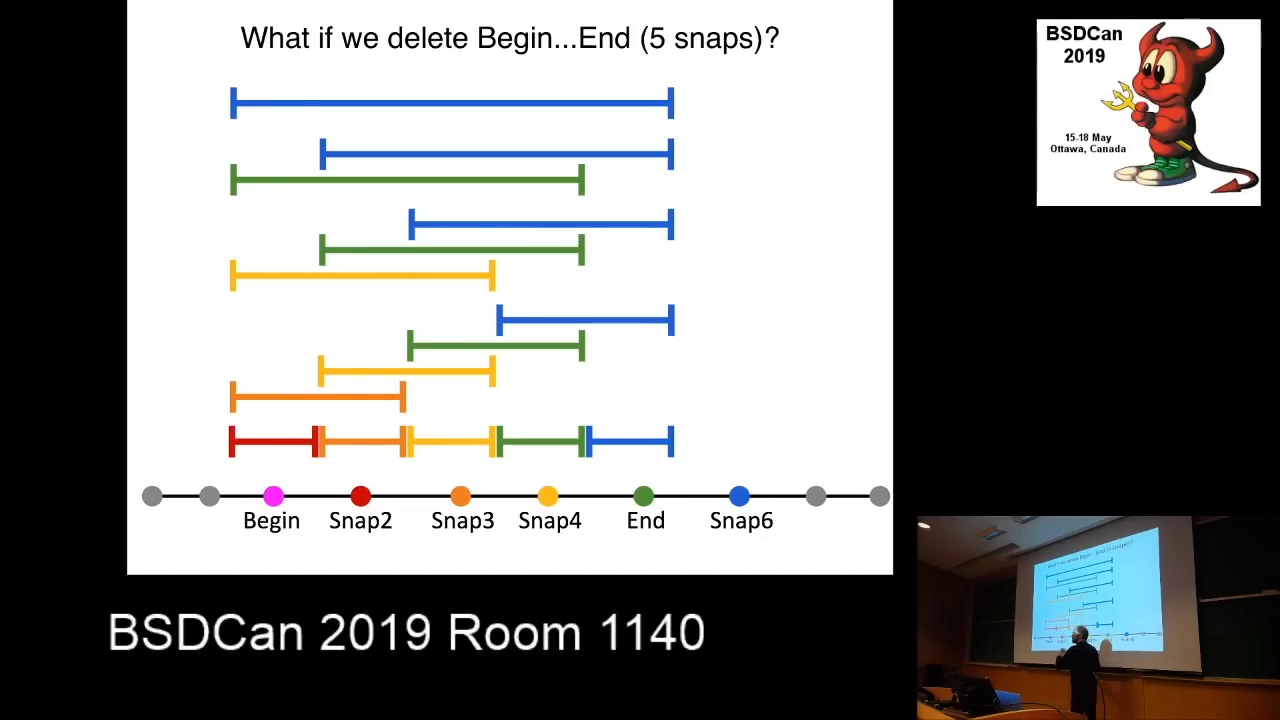 What if we delete Begin...End (5 snaps)?
Begin Snap2 Snap3 Snap4 End Snap6
BSDCan
2019
15-18 May
Ottawa, Canada
BSDCan 2019 Room 1140